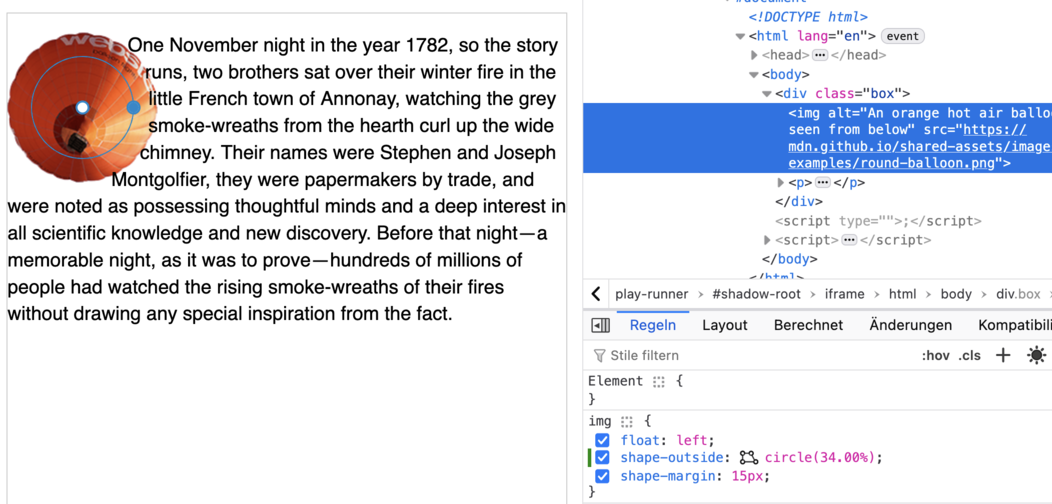 One November night in the year 1782, so the story
runs, two brothers sat over their winter fire in the
little French town of Annonay, watching the grey
smoke-wreaths from the hearth curl up the wide
chimney. Their names were Stephen and Joseph
Montgolfier, they were papermakers by trade, and
were noted as possessing thoughtful minds and a deep interest in
all scientific knowledge and new discovery. Before that night—a
memorable night, as it was to prove—hundreds of millions of
people had watched the rising smoke-wreaths of their fires
without drawing any special inspiration from the fact.
<!DOCTYPE html>
<html lang="en"> event
<head> ··· </head>
<body>
<div class="box">
<img alt="An orange hot air balloo
seen from below" src="https://
mdn.github.io/shared-assets/image
examples/round-balloon.png">
<p> ··· </p>
</div>
<script type="">;</script>
<script> ··· </script>
</body>
</html>
play-runner > #shadow-root > iframe > html > body > div.box >
Regeln Layout Berechnet Änderungen Kompatibili
Stile filtern :hov .cls
Element {
}
img {
float: left;
shape-outside: circle(34.00%);
shape-margin: 15px;
}